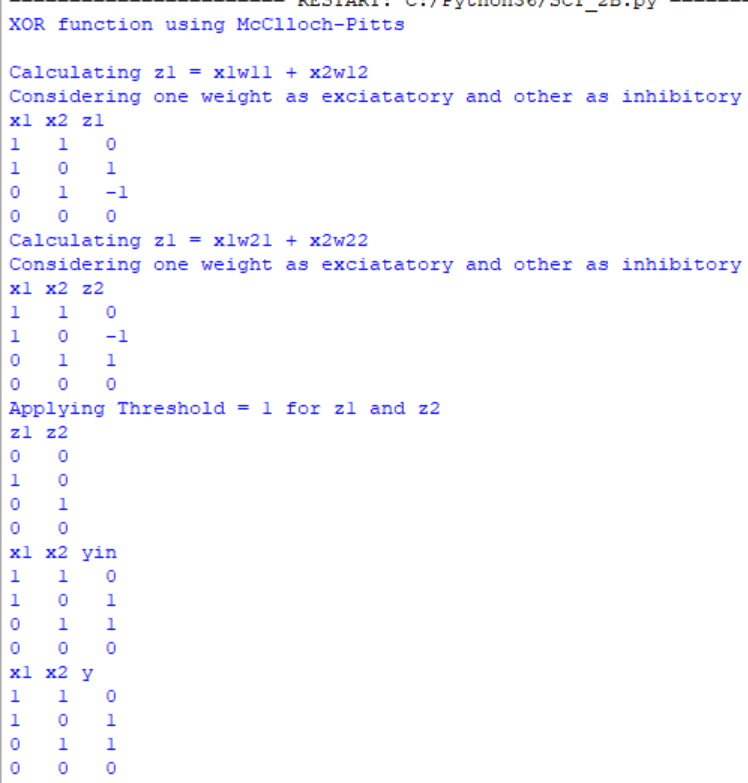 ======================= RESTART: C:/Python36/SCI_2B.py =======
XOR function using McClloch-Pitts
Calculating z1 = x1w11 + x2w12
Considering one weight as exciatatory and other as inhibitory
x1 x2 z1
1 1 0
1 0 1
0 1 -1
0 0 0
Calculating z1 = x1w21 + x2w22
Considering one weight as exciatatory and other as inhibitory
x1 x2 z2
1 1 0
1 0 -1
0 1 1
0 0 0
Applying Threshold = 1 for z1 and z2
z1 z2
0 0
1 0
0 1
0 0
x1 x2 yin
1 1 0
1 0 1
0 1 1
0 0 0
x1 x2 y
1 1 0
1 0 1
0 1 1
0 0 0